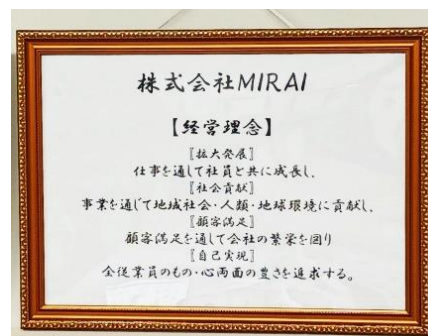 株式会社MIRAI
【経営理念】
[拡大発展]
仕事を通して社員と共に成長し、
[社会貢献]
事業を通じて地域社会・人類・地球環境に貢献し、
[顧客満足]
顧客満足を通して会社の繁栄を図り
[自己実現]
全従業員のもの・心両面の豊さを追求する。